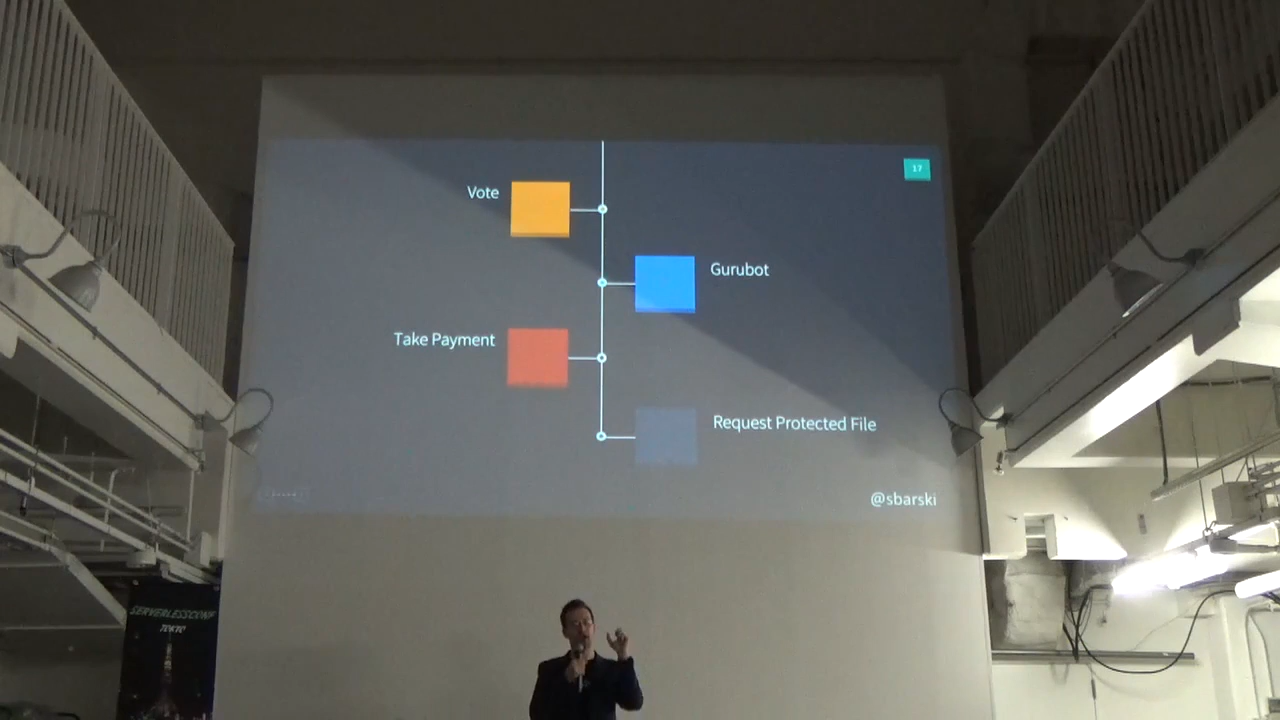 17
Vote
Gurubot
Take Payment
Request Protected File
@sbarski
SERVERLESSCONF
TOKYO